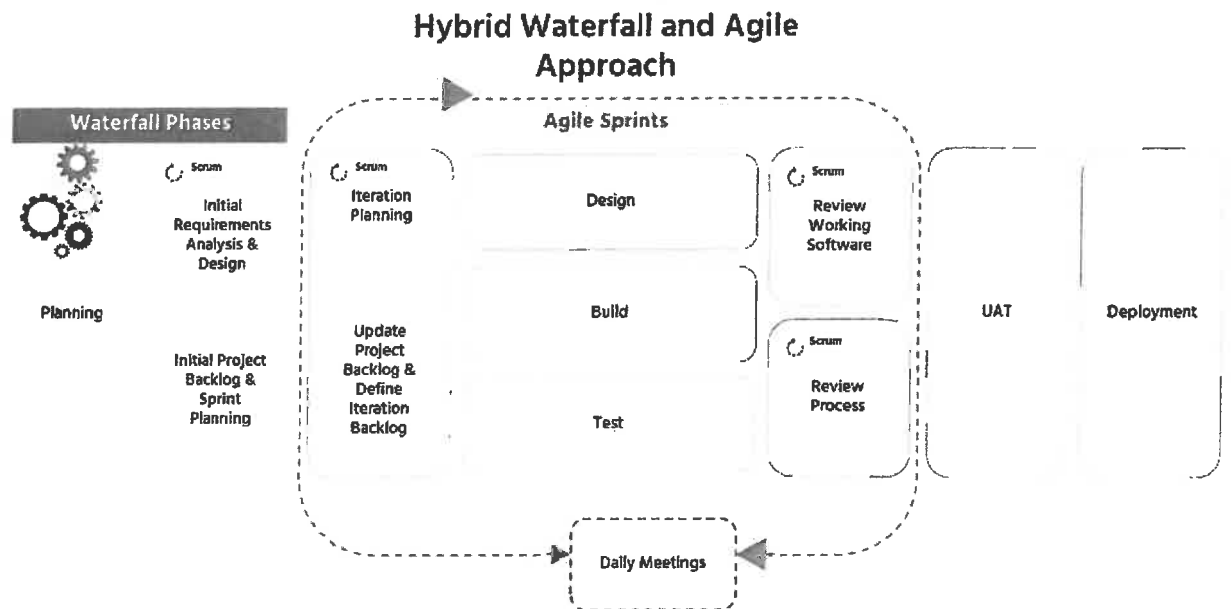 Hybrid Waterfall and Agile
Approach
Waterfall Phases
Agile Sprints
Planning
Scrum
Initial
Requirements
Analysis &
Design
Initial Project
Backlog &
Sprint
Planning
Scrum
Iteration
Planning
Update
Project
Backlog &
Define
Iteration
Backlog
Design
Build
Test
Scrum
Review
Working
Software
Scrum
Review
Process
UAT
Deployment
Daily Meetings